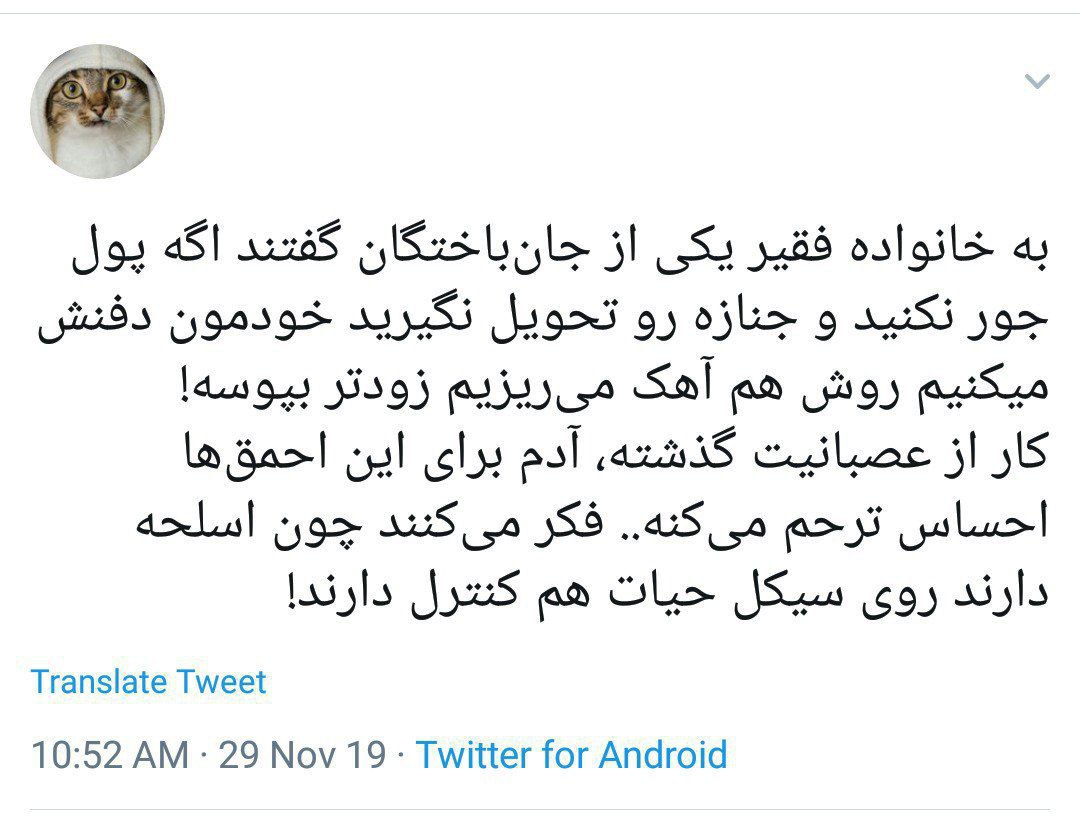 به خانواده فقیر یکی از جان‌باختگان گفتند اگه پول
جور نکنید و جنازه رو تحویل نگیرید خودمون دفنش
میکنیم روش هم آهک می‌ریزیم زودتر بپوسه!
کار از عصبانیت گذشته، آدم برای این احمق‌ها
احساس ترحم می‌کنه.. فکر می‌کنند چون اسلحه
دارند روی سیکل حیات هم کنترل دارند!
Translate Tweet
10:52 AM · 29 Nov 19 · Twitter for Android